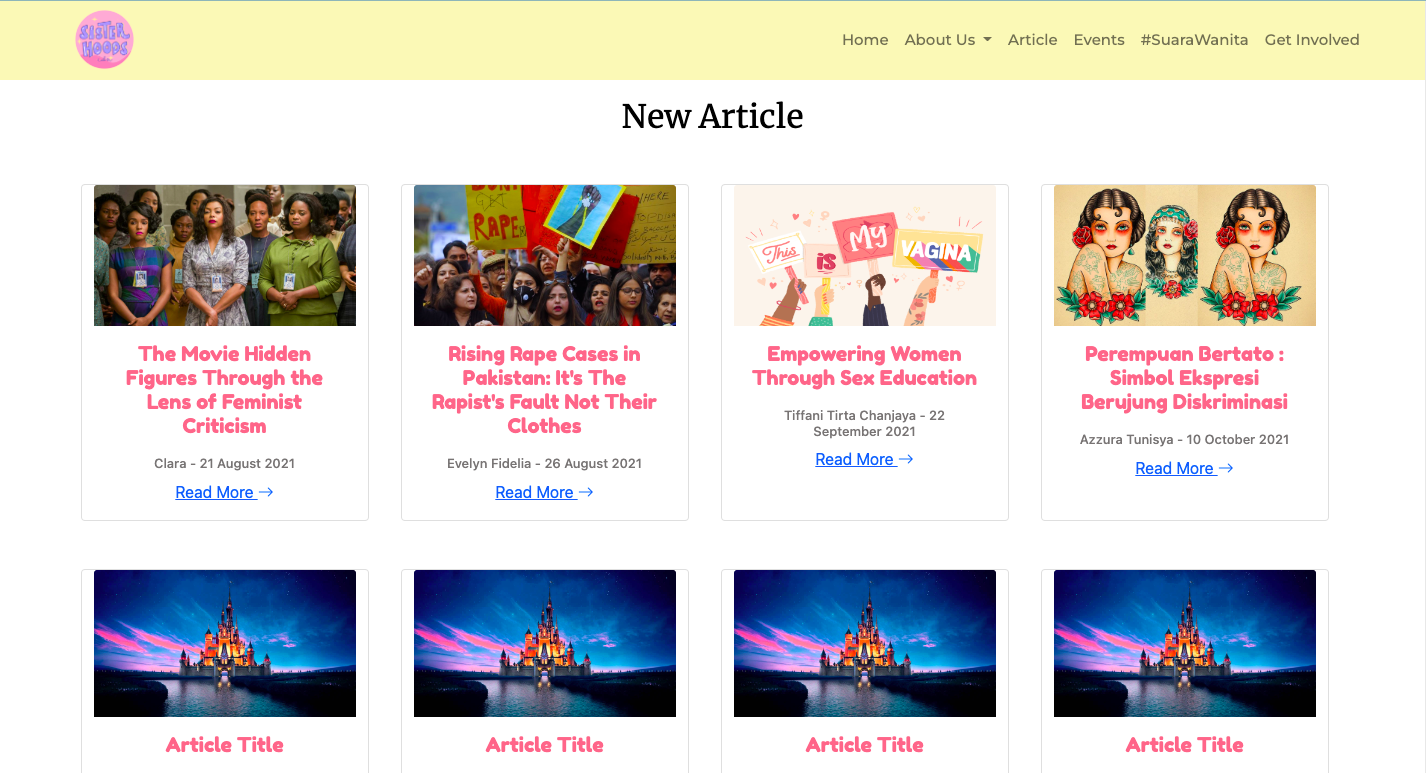 SISTER
HOODS
Home About Us Article Events #SuaraWanita Get Involved
New Article
RAPE
This
is
My
VAGINA
The Movie Hidden
Figures Through the
Lens of Feminist
Criticism
Clara - 21 August 2021
Read More
Rising Rape Cases in
Pakistan: It's The
Rapist's Fault Not Their
Clothes
Evelyn Fidelia - 26 August 2021
Read More
Empowering Women
Through Sex Education
Tiffani Tirta Chanjaya - 22
September 2021
Read More
Perempuan Bertato :
Simbol Ekspresi
Berujung Diskriminasi
Azzura Tunisya - 10 October 2021
Read More
Article Title
Article Title
Article Title
Article Title